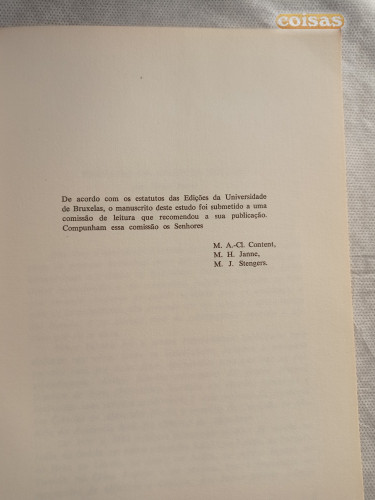 coisas
De acordo com os estatutos das Edições da Universidade
de Bruxelas, o manuscrito deste estudo foi submetido a uma
comissão de leitura que recomendou a sua publicação.
Compunham essa comissão os Senhores
M. A.-Cl. Content,
M. H. Janne,
M. J. Stengers.